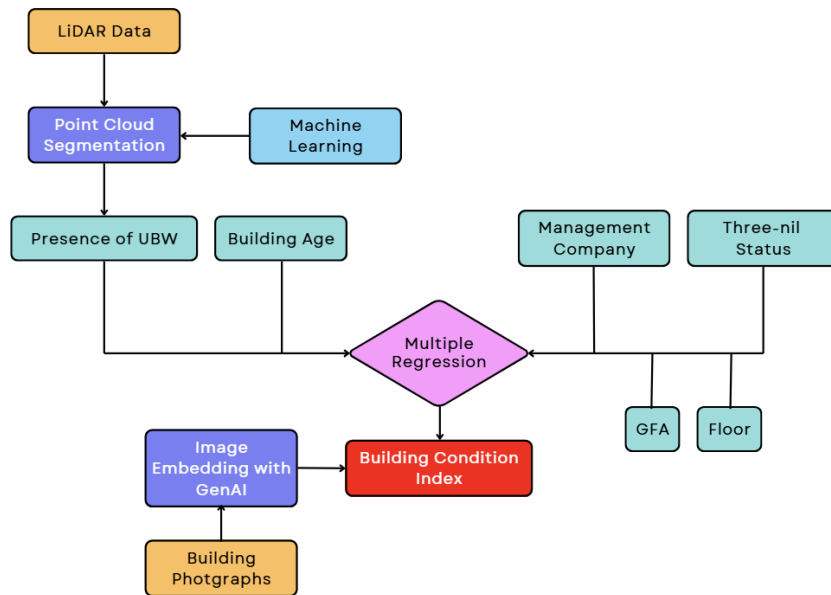 LiDAR Data
Point Cloud
Segmentation
Machine
Learning
Presence of UBW
Building Age
Management
Company
Three-nil
Status
Multiple
Regression
GFA
Floor
Image
Embedding with
GenAI
Building Condition
Index
Building
Photgraphs